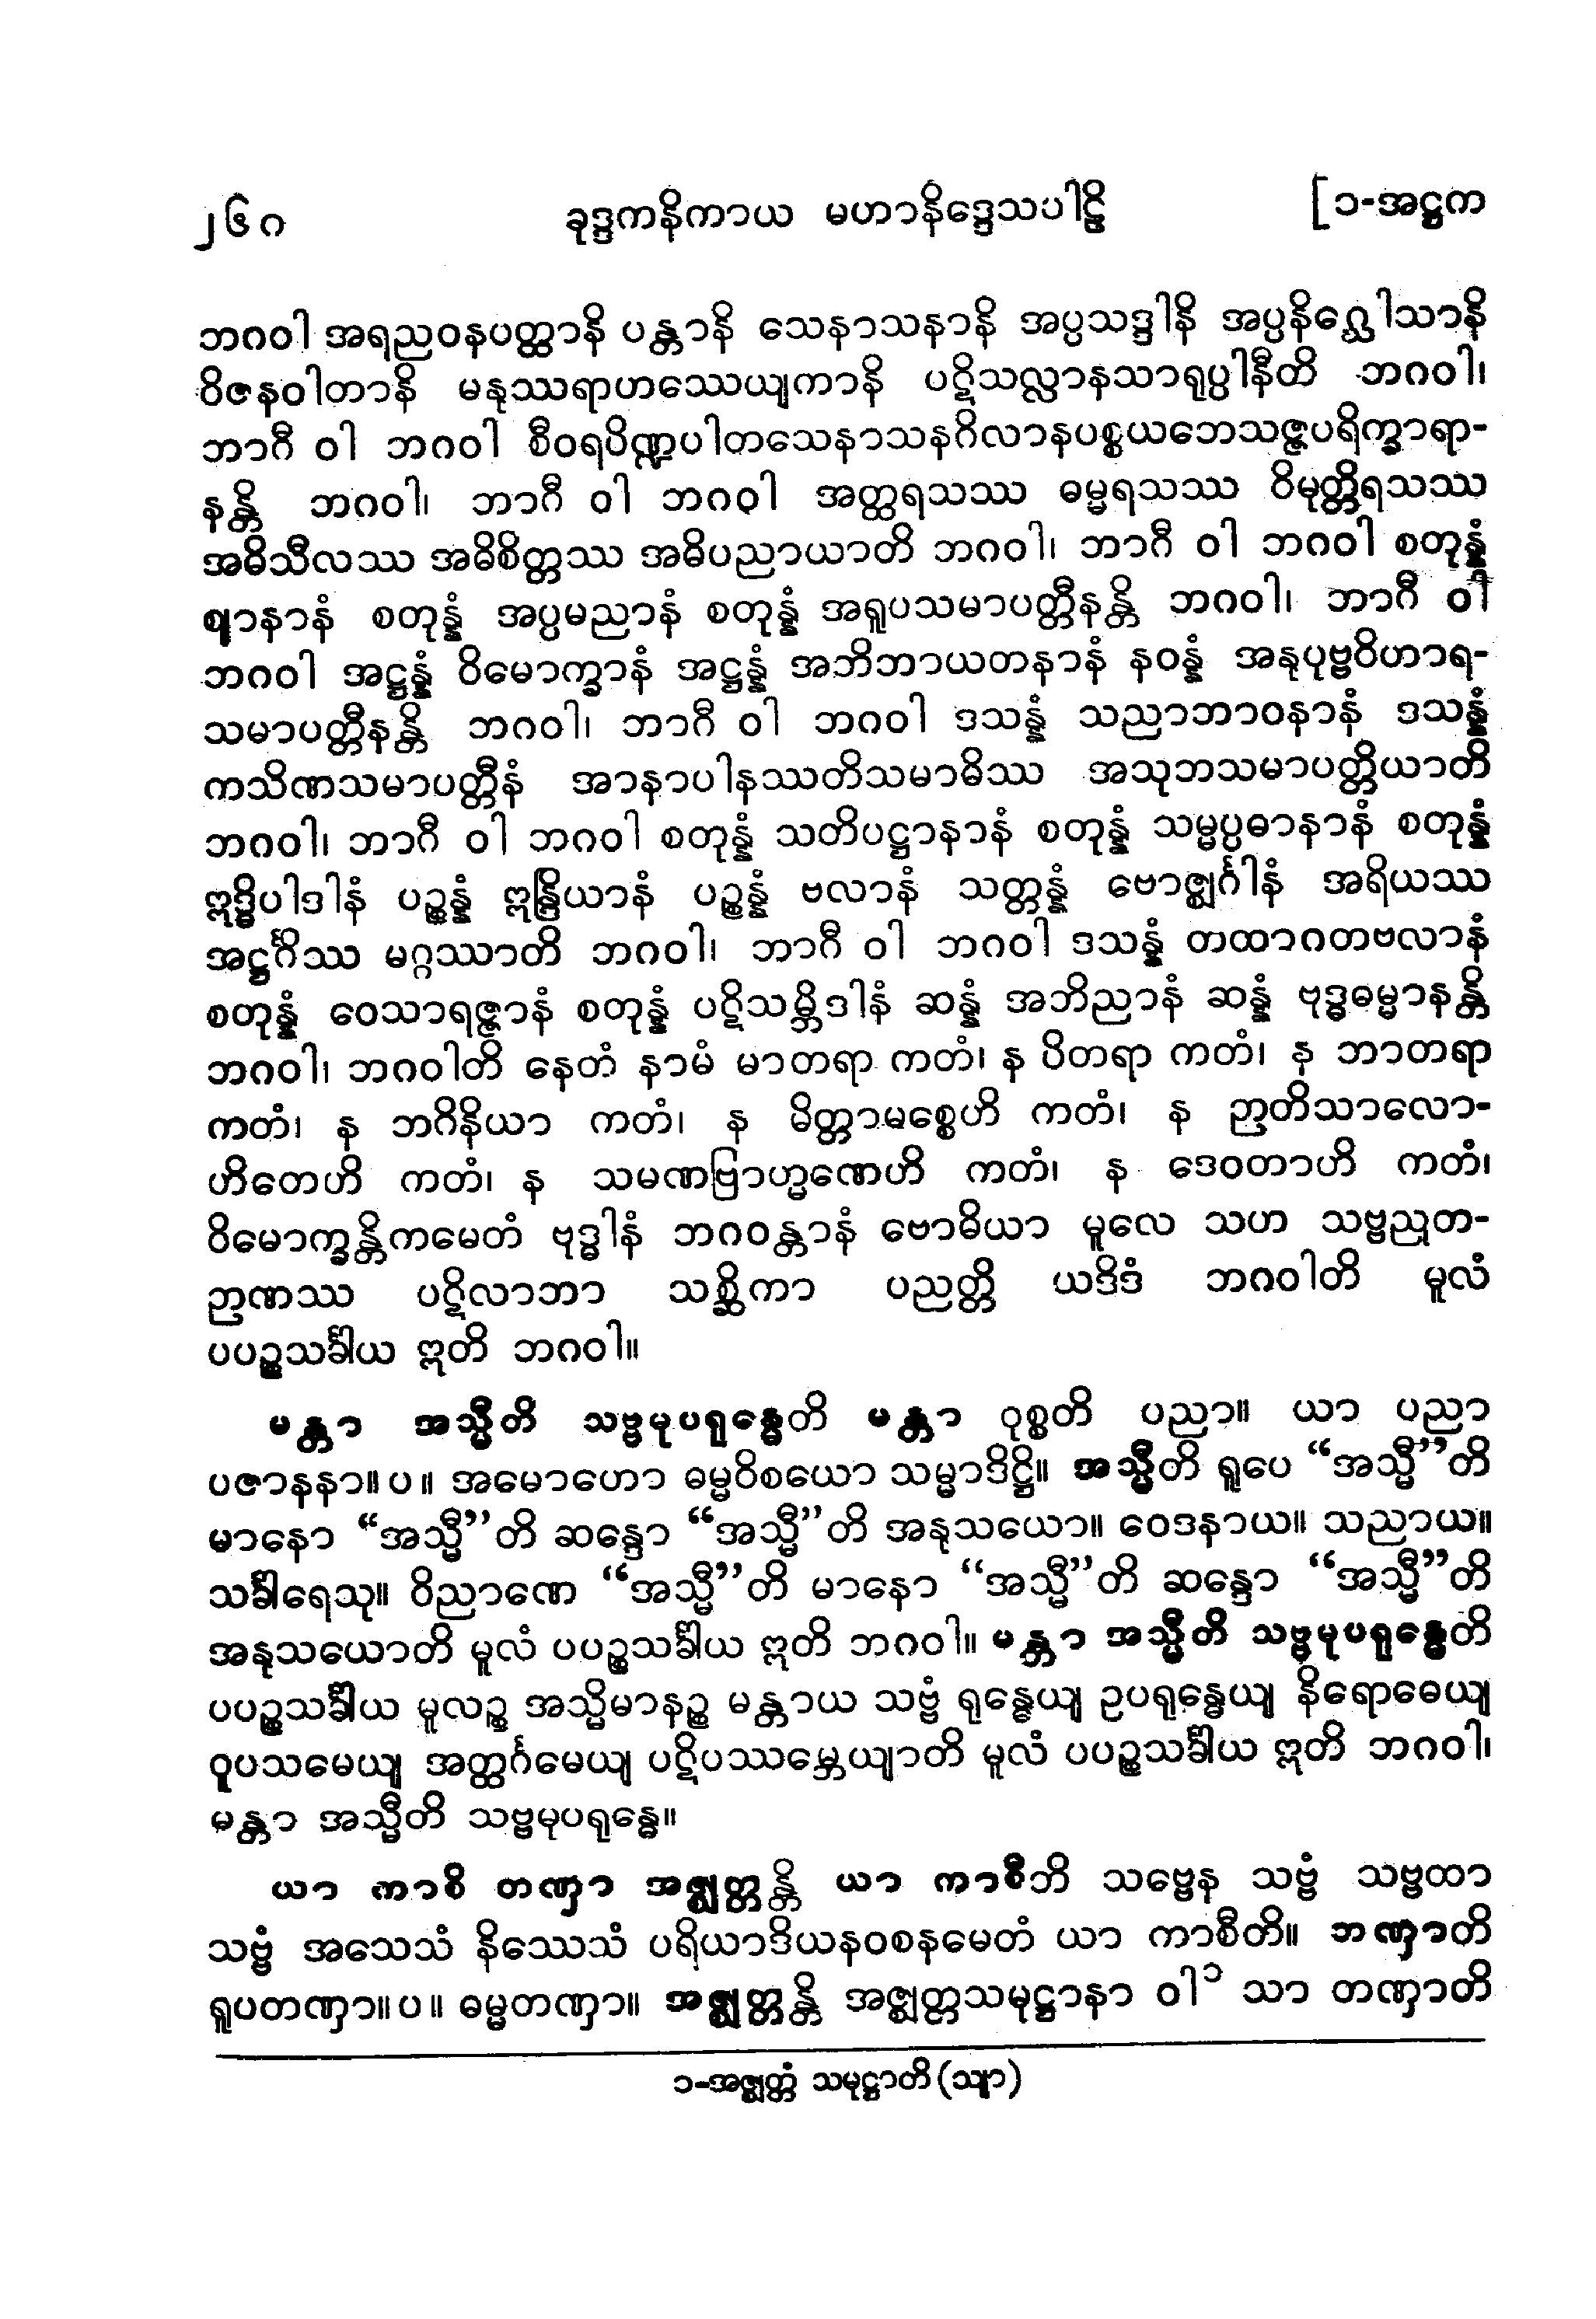 ၂၆ဂ ခုဒ္ဒကနိကာယ မဟာနိဒ္ဒေသပါဠိ [၁-အဋ္ဌက
ဘဂဝါ အရညဝနပတ္ထာနိ ပန္တာနိ သေနာသနာနိ အပ္ပသဒ္ဒါနိ အပ္ပနိဂ္ဃေါသာနိ
ဝိဇနဝါတာနိ မနုဿရာဟဿေယျကာနိ ပဋိသလ္လာနသာရုပ္ပါနီတိ ဘဂဝါ၊
ဘာဂီ ဝါ ဘဂဝါ စီဝရပိဏ္ဍပါတသေနာသနဂိလာနပစ္စယဘေသဇ္ဇပရိက္ခာရာ-
နန္တိ ဘဂဝါ၊ ဘာဂီ ဝါ ဘဂဝါ အတ္ထရသဿ ဓမ္မရသဿ ဝိမုတ္တိရသဿ
အဓိသီလဿ အဓိစိတ္တဿ အဓိပညာယာတိ ဘဂဝါ၊ ဘာဂီ ဝါ ဘဂဝါ စတုန္နံ
ဈာနာနံ စတုန္နံ အပ္ပမညာနံ စတုန္နံ အရူပသမာပတ္တီနန္တိ ဘဂဝါ၊ ဘာဂီ ဝါ
ဘဂဝါ အဋ္ဌန္နံ ဝိမောက္ခာနံ အဋ္ဌန္နံ အဘိဘာယတနာနံ နဝန္နံ အနုပုဗ္ဗဝိဟာရ-
သမာပတ္တီနန္တိ ဘဂဝါ၊ ဘာဂီ ဝါ ဘဂဝါ ဒသန္နံ သညာဘာဝနာနံ ဒသန္နံ
ကသိဏသမာပတ္တီနံ အာနာပါနဿတိသမာဓိဿ အသုဘသမာပတ္တိယာတိ
ဘဂဝါ၊ ဘာဂီ ဝါ ဘဂဝါ စတုန္နံ သတိပဋ္ဌာနာနံ စတုန္နံ သမ္မပ္ပဓာနာနံ စတုန္နံ
ဣဒ္ဓိပါဒါနံ ပဉ္စန္နံ ဣန္ဒြိယာနံ ပဉ္စန္နံ ဗလာနံ သတ္တန္နံ ဗောဇ္ဈင်္ဂါနံ အရိယဿ
အဋ္ဌင်္ဂိဿ မဂ္ဂဿာတိ ဘဂဝါ၊ ဘာဂီ ဝါ ဘဂဝါ ဒသန္နံ တထာဂတဗလာနံ
စတုန္နံ ဝေသာရဇ္ဇာနံ စတုန္နံ ပဋိသမ္ဘိဒါနံ ဆန္နံ အဘိညာနံ ဆန္နံ ဗုဒ္ဓဓမ္မာနန္တိ
ဘဂဝါ၊ ဘဂဝါတိ နေတံ နာမံ မာတရာ ကတံ၊ န ပိတရာ ကတံ၊ န ဘာတရာ
ကတံ၊ န ဘဂိနိယာ ကတံ၊ န မိတ္တာမစ္စေဟိ ကတံ၊ န ဉာတိသာလော-
ဟိတေဟိ ကတံ၊ န သမဏဗြာဟ္မဏေဟိ ကတံ၊ န ဒေဝတာဟိ ကတံ၊
ဝိမောက္ခန္တိကမေတံ ဗုဒ္ဓါနံ ဘဂဝန္တာနံ ဗောဓိယာ မူလေ သဟ သဗ္ဗညုတ-
ဉာဏဿ ပဋိလာဘာ သစ္ဆိကာ ပညတ္တိ ယဒိဒံ ဘဂဝါတိ မူလံ
ပပဉ္စသင်္ခါယ ဣတိ ဘဂဝါ။
မန္တာ အသ္မီတိ သဗ္ဗမုပရုန္ဓေတိ မန္တာ ဝုစ္စတိ ပညာ။ ယာ ပညာ
ပဇာနနာ။ပ။ အမောဟော ဓမ္မဝိစယော သမ္မာဒိဋ္ဌိ။ အသ္မီတိ ရူပေ “အသ္မီ”တိ
မာနော “အသ္မီ”တိ ဆန္ဒော “အသ္မီ”တိ အနုသယော။ ဝေဒနာယ။ သညာယ။
သင်္ခါရေသု။ ဝိညာဏေ “အသ္မီ”တိ မာနော “အသ္မီ”တိ ဆန္ဒော “အသ္မီ”တိ
အနုသယောတိ မူလံ ပပဉ္စသင်္ခါယ ဣတိ ဘဂဝါ။ မန္တာ အသ္မီတိ သဗ္ဗမုပရုန္ဓေတိ
ပပဉ္စသင်္ခါယ မူလဉ္စ အသ္မိမာနဉ္စ မန္တာယ သဗ္ဗံ ရုန္ဓေယျ ဥပရုန္ဓေယျ နိရောဓေယျ
ဝူပသမေယျ အတ္ထင်္ဂမေယျ ပဋိပဿမ္ဘေယျာတိ မူလံ ပပဉ္စသင်္ခါယ ဣတိ ဘဂဝါ၊
မန္တာ အသ္မီတိ သဗ္ဗမုပရုန္ဓေ။
ယာ ကာစိ တဏှာ အဇ္ဈတ္တန္တိ ယာ ကာစီတိ သဗ္ဗေန သဗ္ဗံ သဗ္ဗထာ
သဗ္ဗံ အသေသံ နိဿေသံ ပရိယာဒိယနဝစနမေတံ ယာ ကာစီတိ။ တဏှာတိ
ရူပတဏှာ။ပ။ ဓမ္မတဏှာ။ အဇ္ဈတ္တန္တိ အဇ္ဈတ္တသမုဋ္ဌာနာ ဝါ၁ သာ တဏှာတိ
၁-အဇ္ဈတ္တံ သမုဋ္ဌာတိ (သျာ)